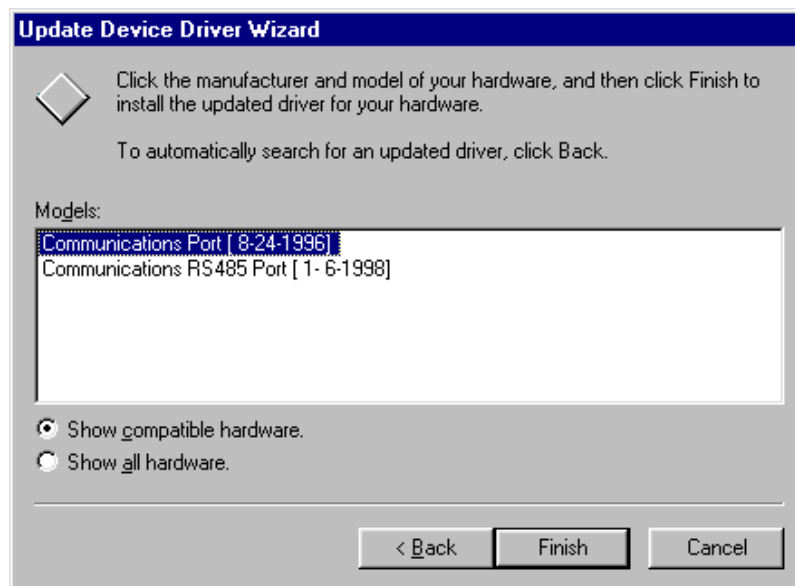 Update Device Driver Wizard
Click the manufacturer and model of your hardware, and then click Finish to
install the updated driver for your hardware.
To automatically search for an updated driver, click Back.
Models:
Communications Port [ 8-24-1996]
Communications RS485 Port [ 1- 6-1998]
Show compatible hardware.
Show all hardware.
< Back
Finish
Cancel